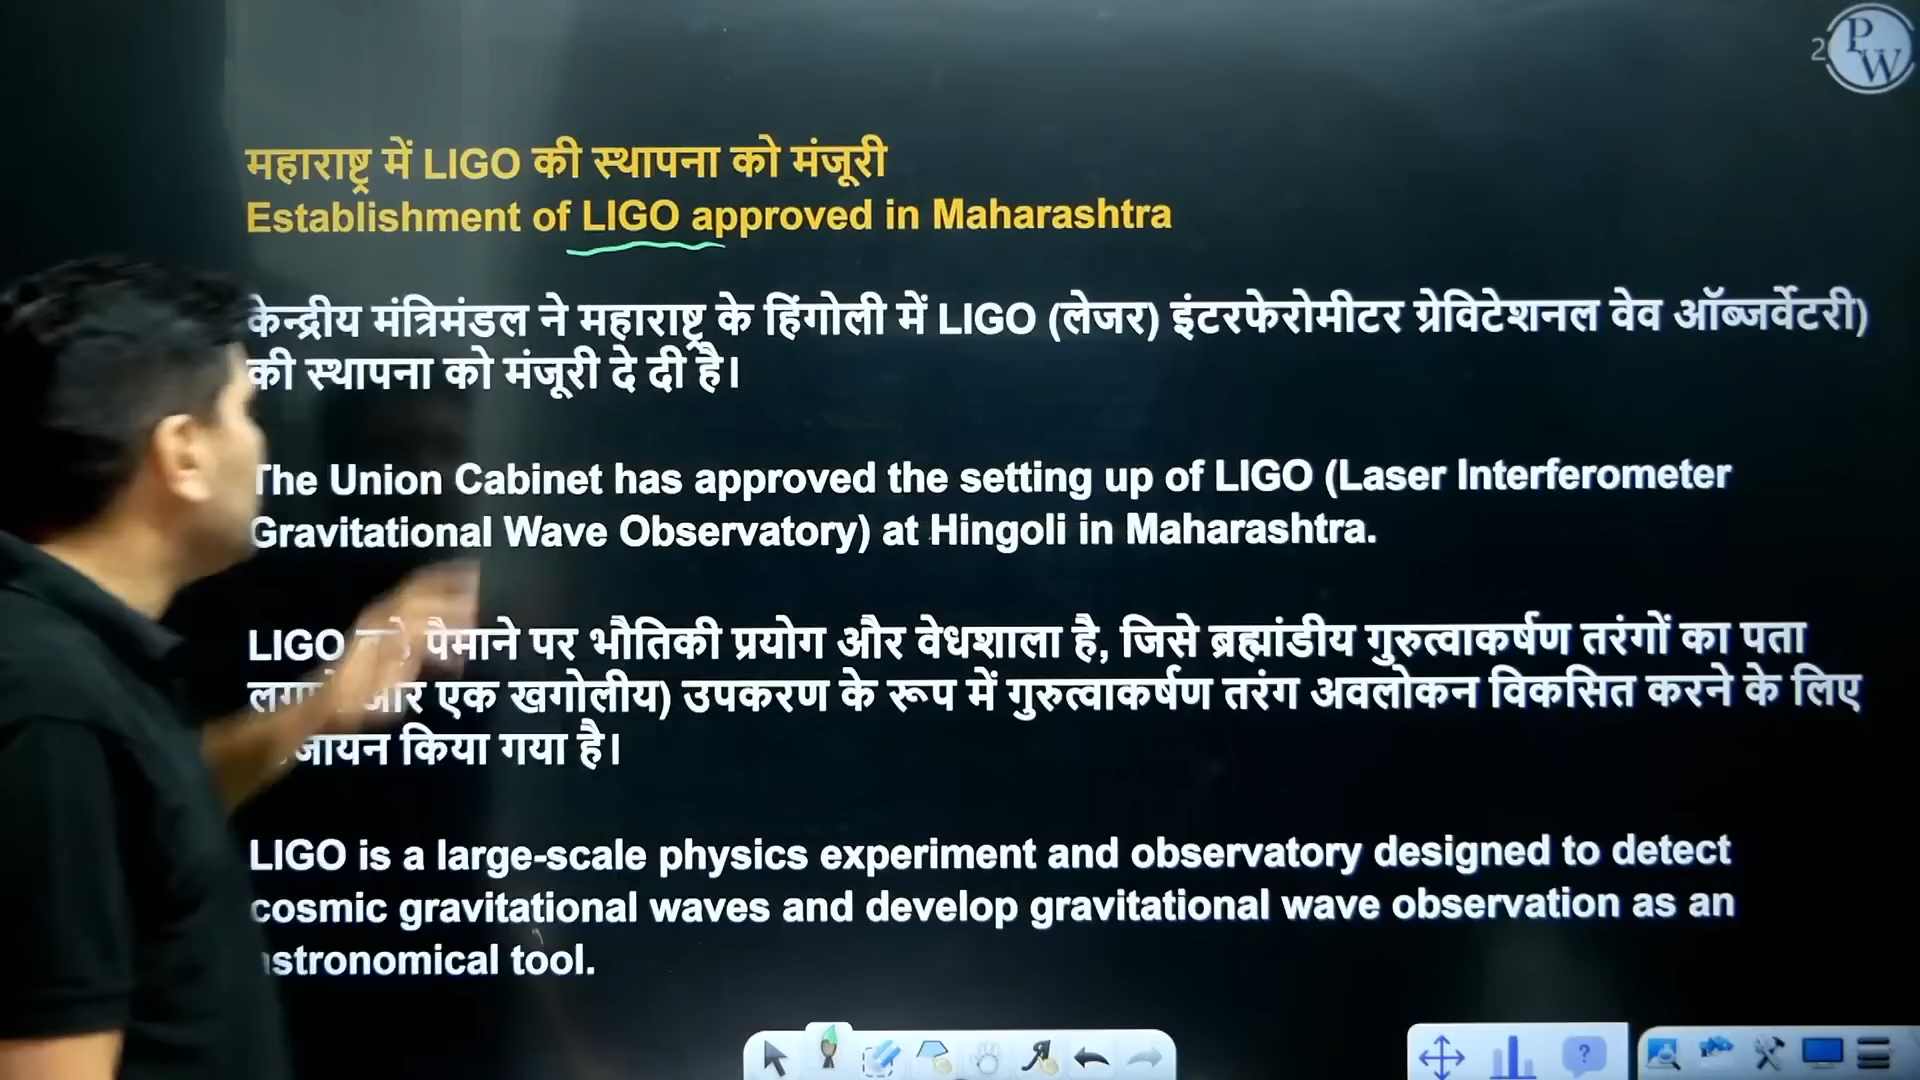 2 PW
महाराष्ट्र में LIGO की स्थापना को मंजूरी
Establishment of LIGO approved in Maharashtra
केन्द्रीय मंत्रिमंडल ने महाराष्ट्र के हिंगोली में LIGO (लेजर) इंटरफेरोमीटर ग्रेविटेशनल वेव ऑब्जर्वेटरी)
की स्थापना को मंजूरी दे दी है।
The Union Cabinet has approved the setting up of LIGO (Laser Interferometer
Gravitational Wave Observatory) at Hingoli in Maharashtra.
LIGO पैमाने पर भौतिकी प्रयोग और वेधशाला है, जिसे ब्रह्मांडीय गुरुत्वाकर्षण तरंगों का पता
एक खगोलीय) उपकरण के रूप में गुरुत्वाकर्षण तरंग अवलोकन विकसित करने के लिए
किया गया है।
LIGO is a large-scale physics experiment and observatory designed to detect
cosmic gravitational waves and develop gravitational wave observation as an
astronomical tool.